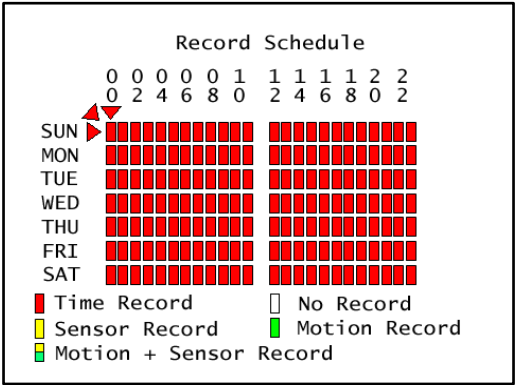 Record Schedule
0 0 0 0 0 1 1 1 1 1 2 2
0 2 4 6 8 0 2 4 6 8 0 2
SUN
MON
TUE
WED
THU
FRI
SAT
Time Record No Record
Sensor Record Motion Record
Motion + Sensor Record